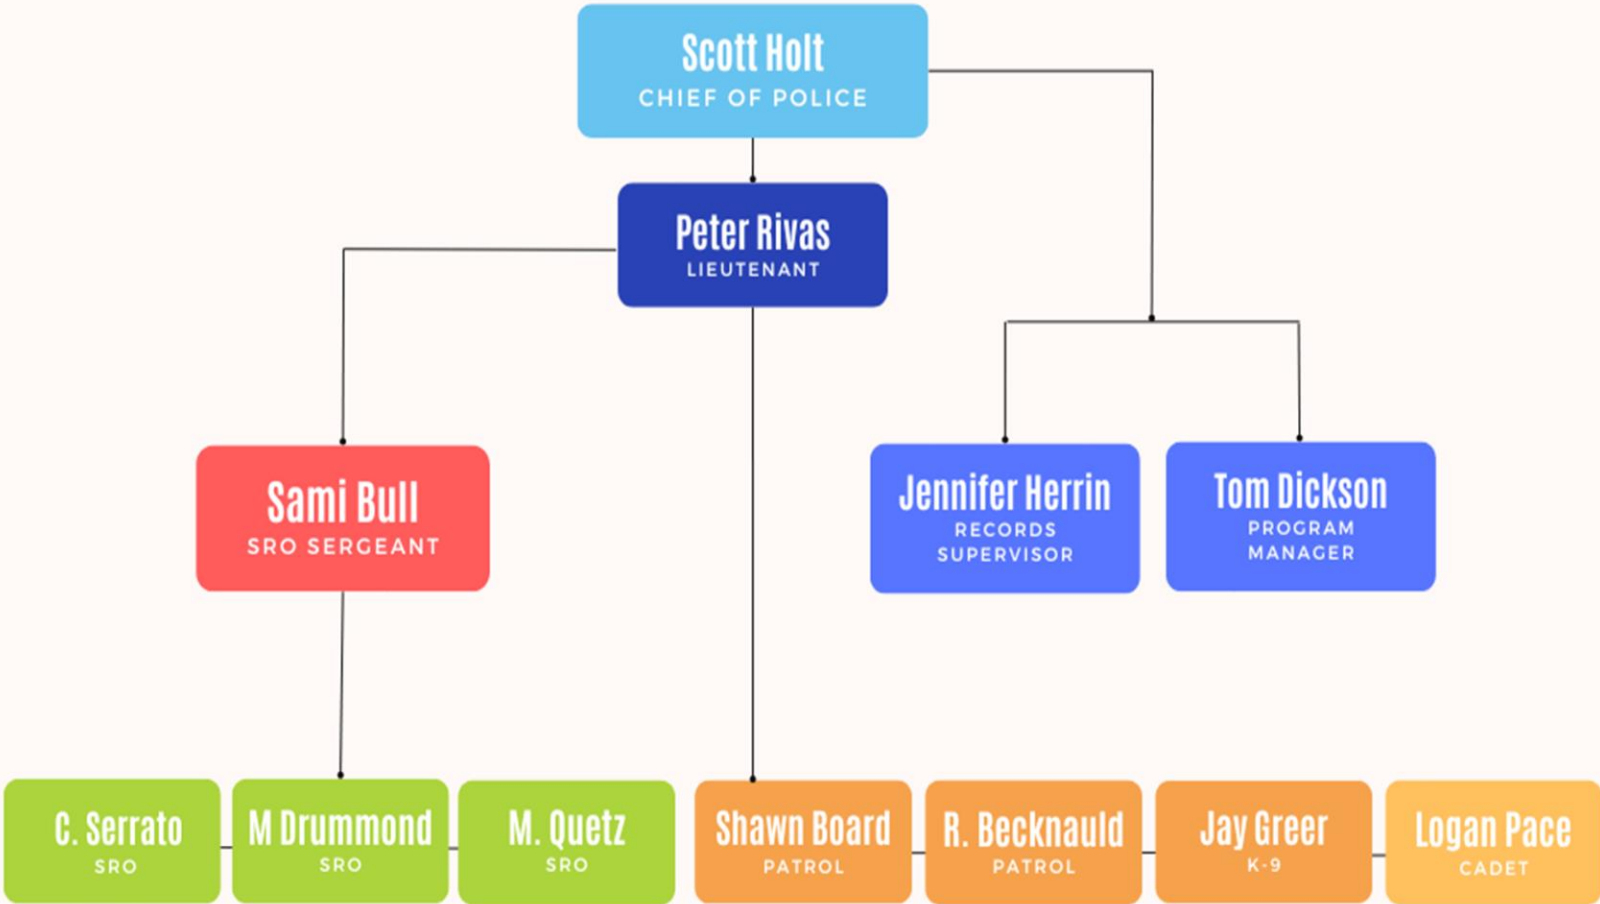 Scott Holt
CHIEF OF POLICE
Peter Rivas
LIEUTENANT
Sami Bull
SRO SERGEANT
Jennifer Herrin
RECORDS
SUPERVISOR
Tom Dickson
PROGRAM
MANAGER
C. Serrato
SRO
M Drummond
SRO
M. Quetz
SRO
Shawn Board
PATROL
R. Becknauld
PATROL
Jay Greer
K-9
Logan Pace
CADET